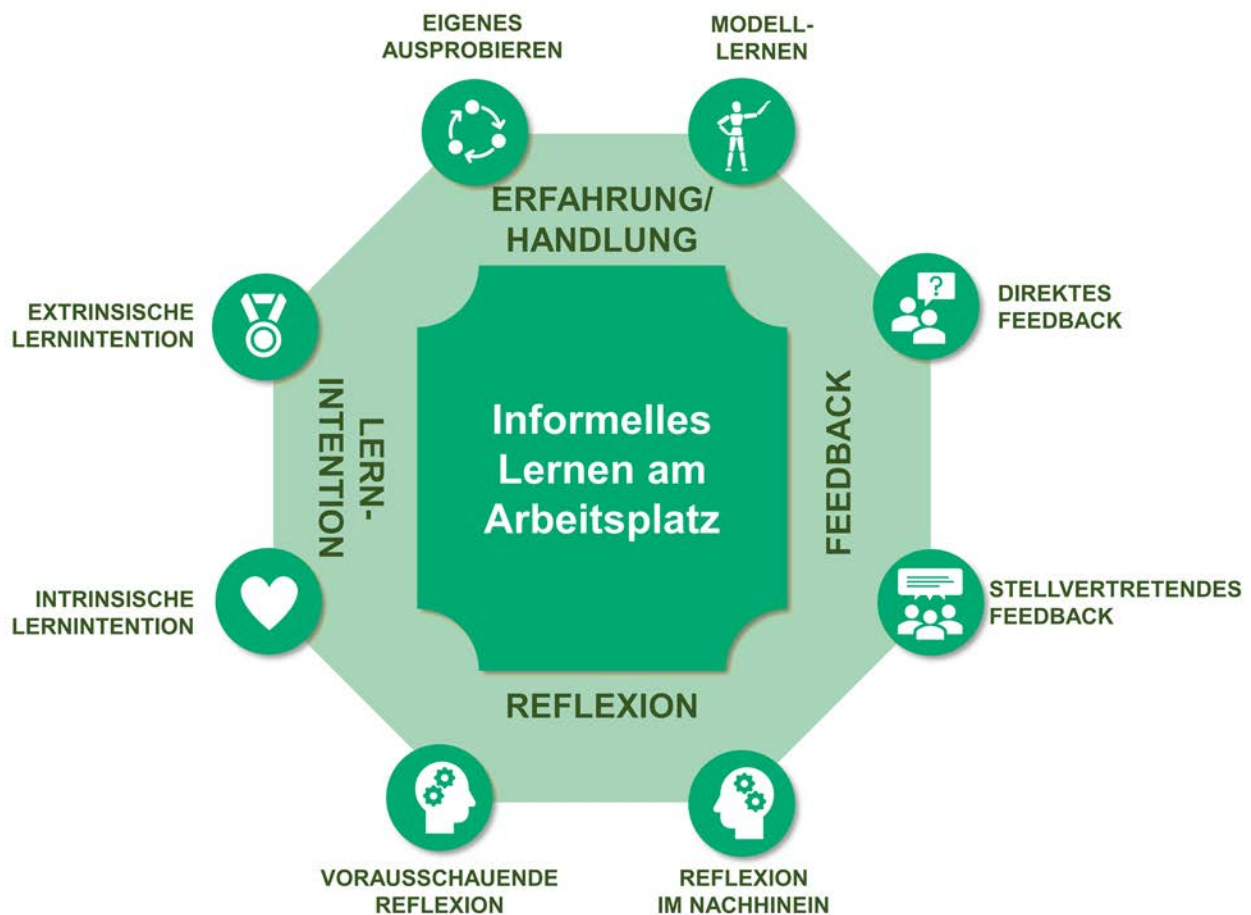 EIGENES
AUSPROBIEREN
MODELL-
LERNEN
ERFAHRUNG/
HANDLUNG
EXTRINSISCHE
LERNINTENTION
DIREKTES
FEEDBACK
LERN-
INTENTION
Informelles
Lernen am
Arbeitsplatz
FEEDBACK
?
INTRINSISCHE
LERNINTENTION
STELLVERTRETENDES
FEEDBACK
REFLEXION
VORAUSSCHAUENDE
REFLEXION
REFLEXION
IM NACHHINEIN